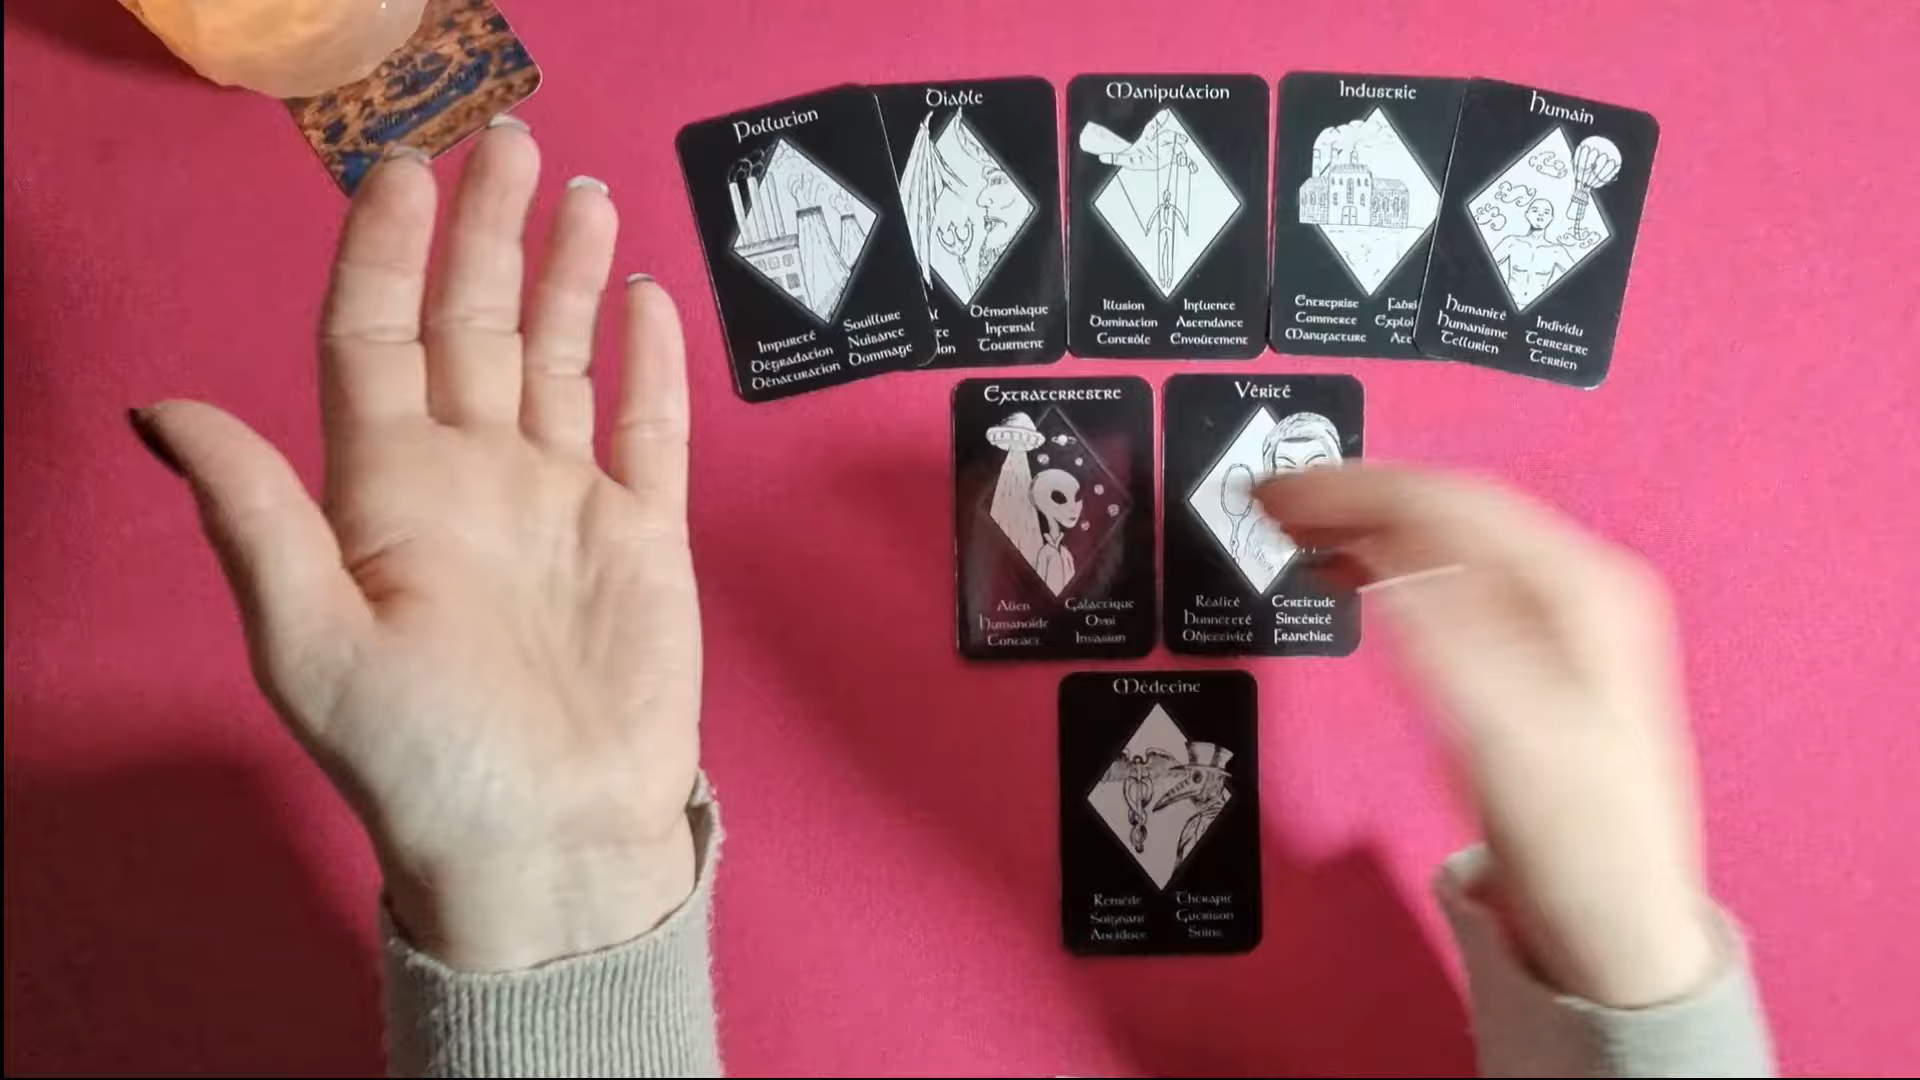 Pollution
Impureté Souillure
Dégradation Nuisance
Dénaturation Dommage
Diable
Démoniaque
Infernal
Tourment
Manipulation
Illusion Influence
Domination Ascendance
Contrôle Envoûtement
Industrie
Entreprise Fabri
Commerce Exploi
Manufacture
Humain
Humanité Individu
Humanisme Terrestre
Tellurien Terrien
Extraterrestre
Alien Galactique
Humanoïde Ovni
Contact Invasion
Vérité
Réalité Certitude
Honnêteté Sincérité
Objectivité Franchise
Médecine
Remède Thérapie
Soignant Guérison
Antidote Soins